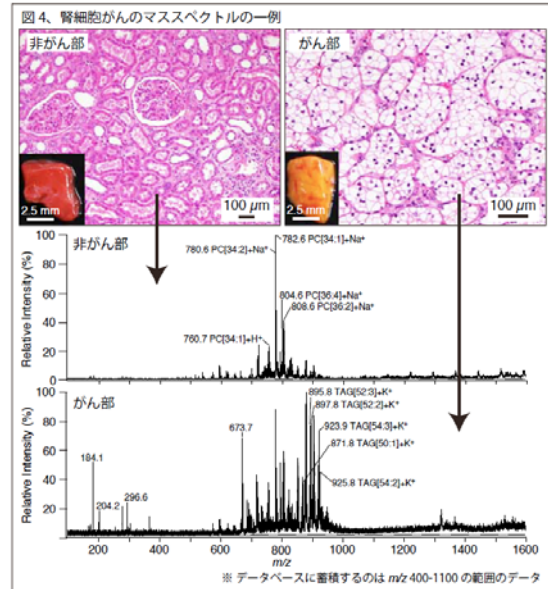 図4、腎細胞がんのマススペクトルの一例
非がん部
がん部
2.5 mm
100 µm
2.5 mm
100 µm
非がん部
Relative Intensity (%)
100
80
60
40
20
782.6 PC[34:1]+Na⁺
780.6 PC[34:2]+Na⁺
804.6 PC[36:4]+Na⁺
808.6 PC[36:2]+Na⁺
760.7 PC[34:1]+H⁺
がん部
Relative Intensity (%)
100
80
60
40
20
895.8 TAG[52:3]+K⁺
897.8 TAG[52:2]+K⁺
923.9 TAG[54:3]+K⁺
871.8 TAG[50:1]+K⁺
925.8 TAG[54:2]+K⁺
673.7
184.1
204.2
296.6
200 400 600 800 1000 1200 1400 1600
m/z
※ データベースに蓄積するのは m/z 400-1100 の範囲のデータ